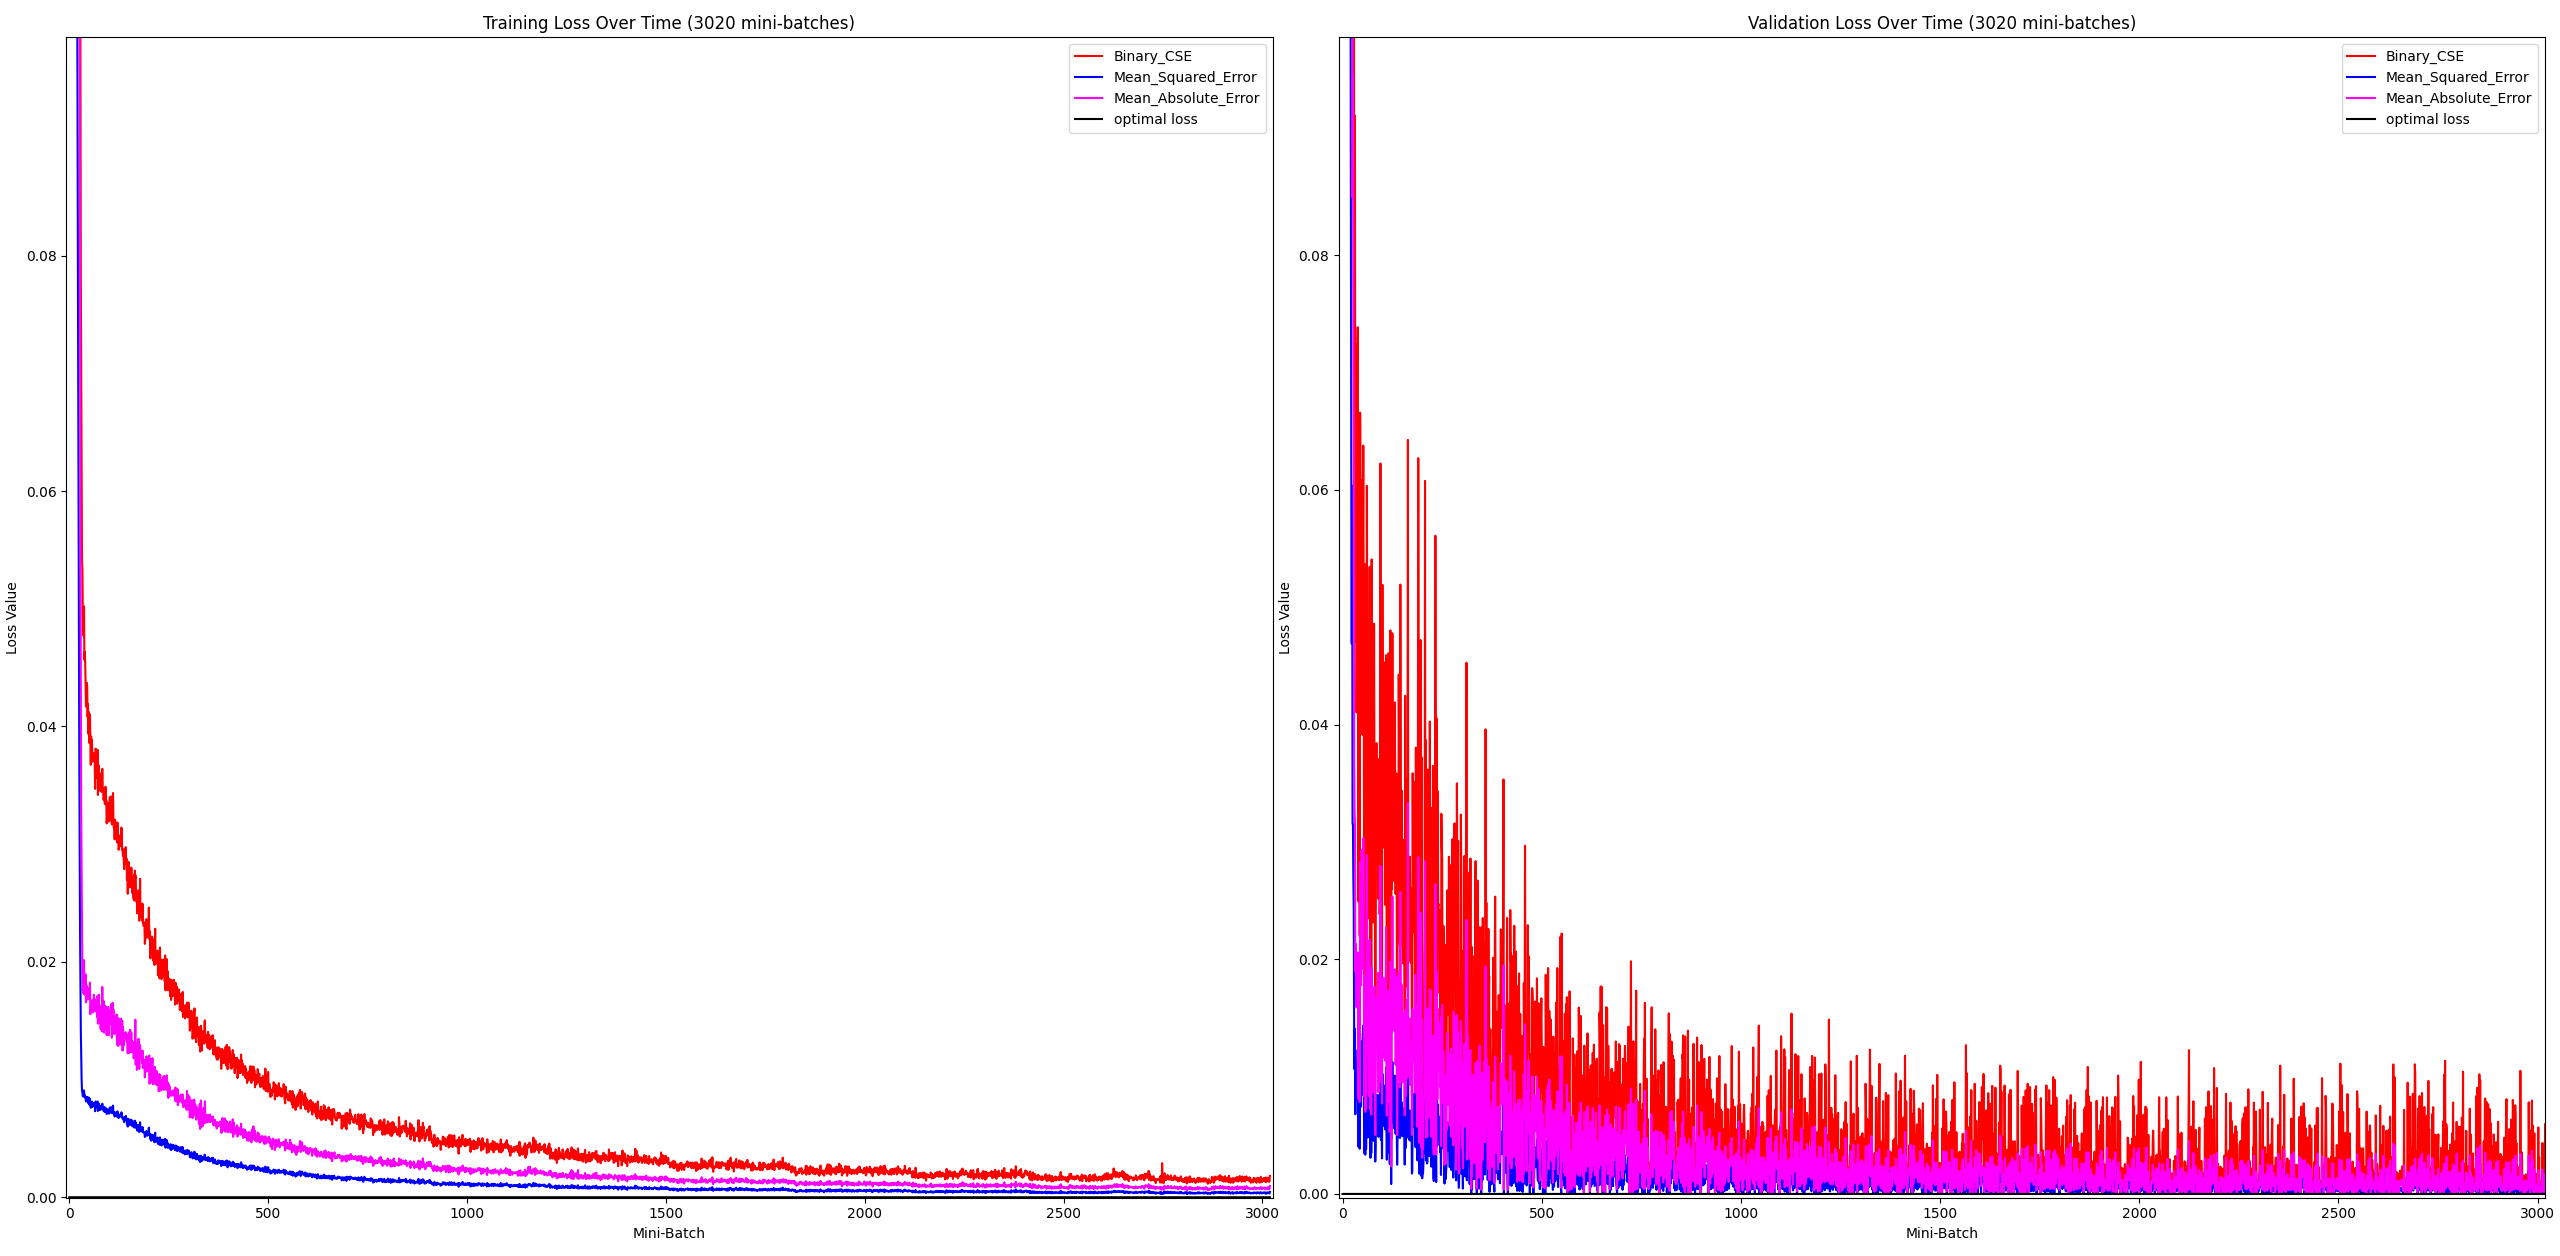 Training Loss Over Time (3020 mini-batches)
Binary_CSE
Mean_Squared_Error
Mean_Absolute_Error
optimal loss
Loss Value
0.08
0.06
0.04
0.02
0.00
0 500 1000 1500 2000 2500 3000
Mini-Batch
Validation Loss Over Time (3020 mini-batches)
Binary_CSE
Mean_Squared_Error
Mean_Absolute_Error
optimal loss
Loss Value
0.08
0.06
0.04
0.02
0.00
0 500 1000 1500 2000 2500 3000
Mini-Batch